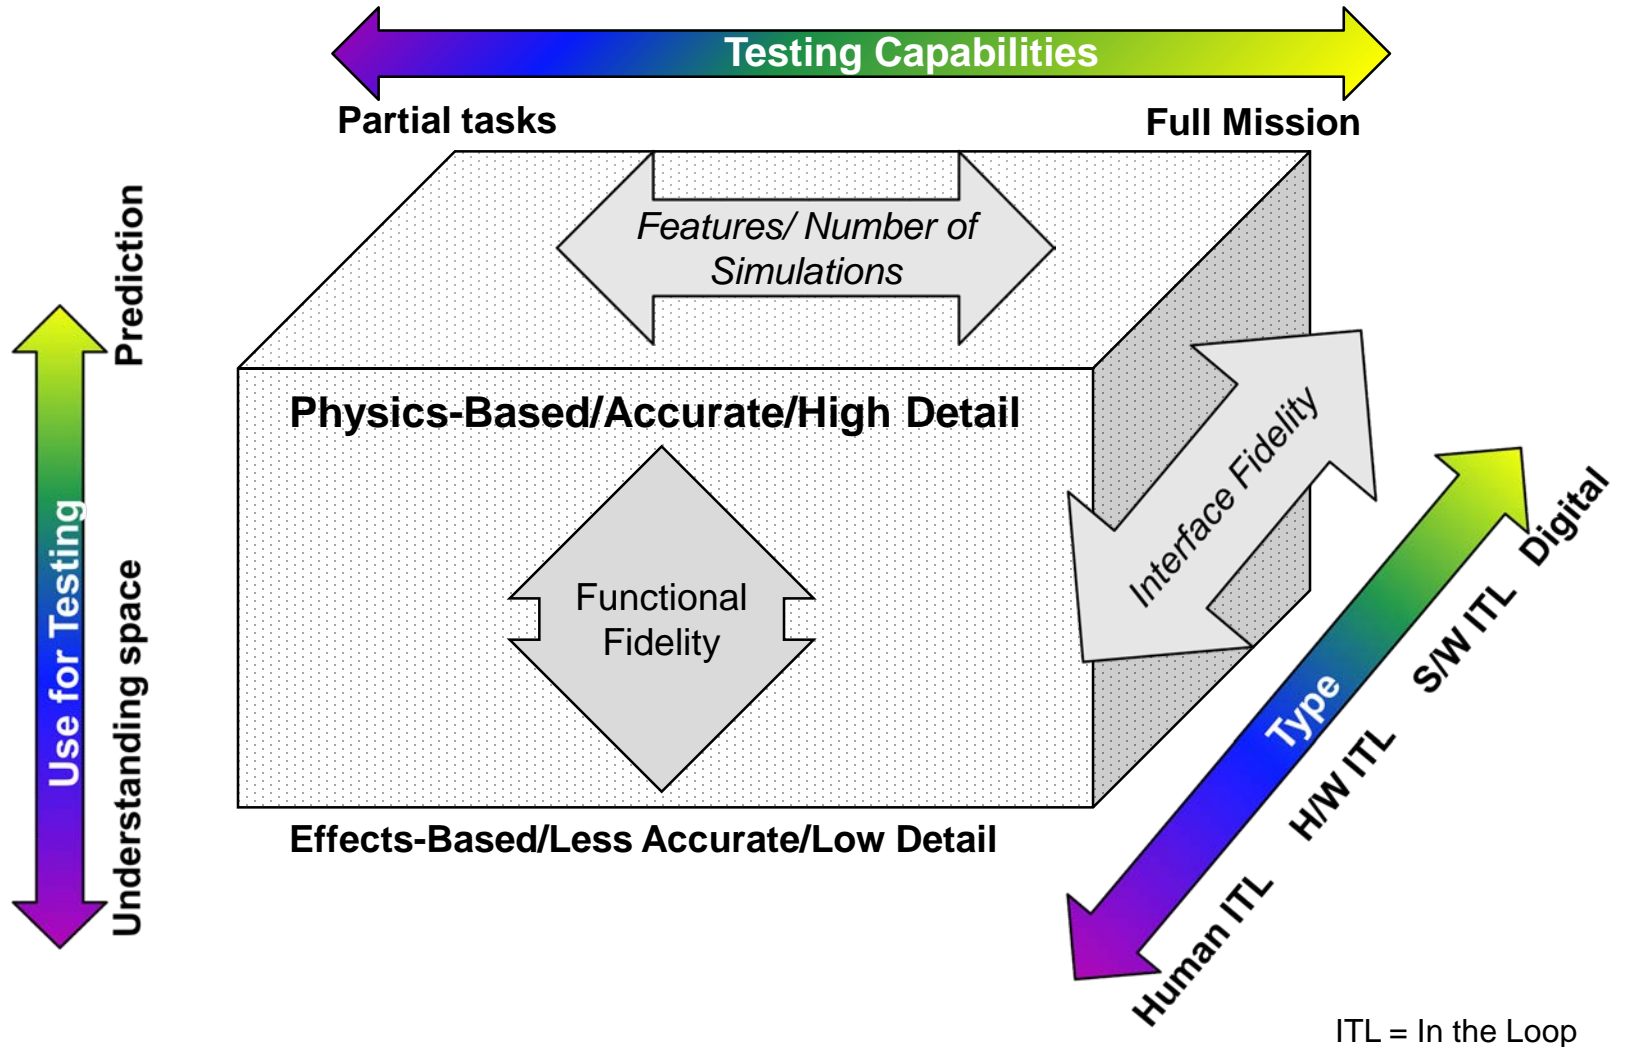 Testing Capabilities
Partial tasks
Full Mission
Features/ Number of
Simulations
Prediction
Use for Testing
Understanding space
Physics-Based/Accurate/High Detail
Functional
Fidelity
Interface Fidelity
Effects-Based/Less Accurate/Low Detail
Type
Digital
S/W ITL
H/W ITL
Human ITL
ITL = In the Loop